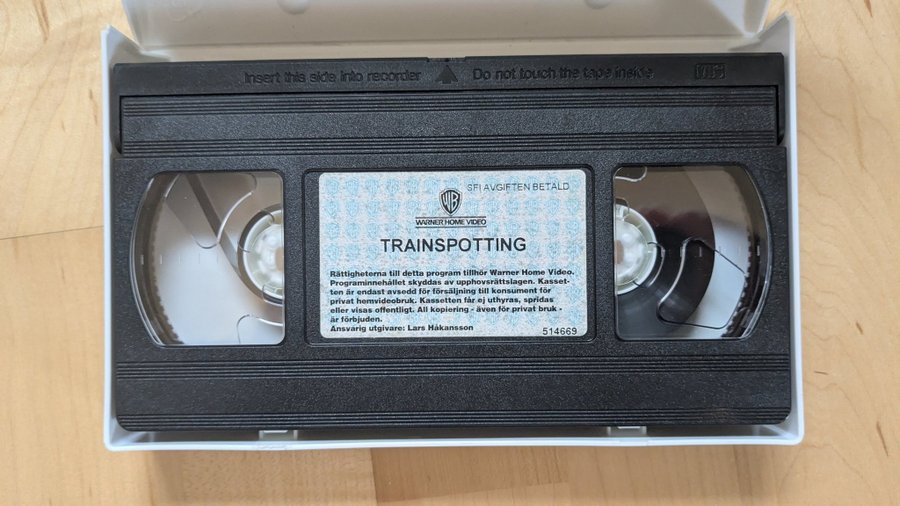 Insert this side into recorder ▲ Do not touch the tape inside. VHS
SFI AVGIFTEN BETALD
WB
WARNER HOME VIDEO
TRAINSPOTTING
Rättigheterna till detta program tillhör Warner Home Video.
Programinnehållet skyddas av upphovsrättslagen. Kasset-
ten är endast avsedd för försäljning till konsument för
privat hemvideobruk. Kassetten får ej uthyras, spridas
eller visas offentligt. All kopiering - även för privat bruk -
är förbjuden.
Ansvarig utgivare: Lars Håkansson
514669